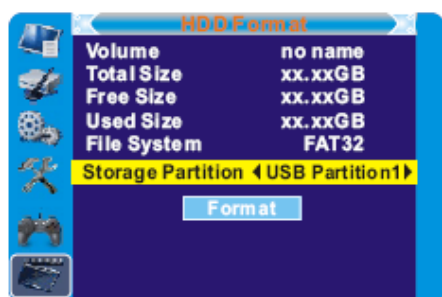 HDD Format
Volume no name
Total Size xx.xxGB
Free Size xx.xxGB
Used Size xx.xxGB
File System FAT32
Storage Partition USB Partition1
Format